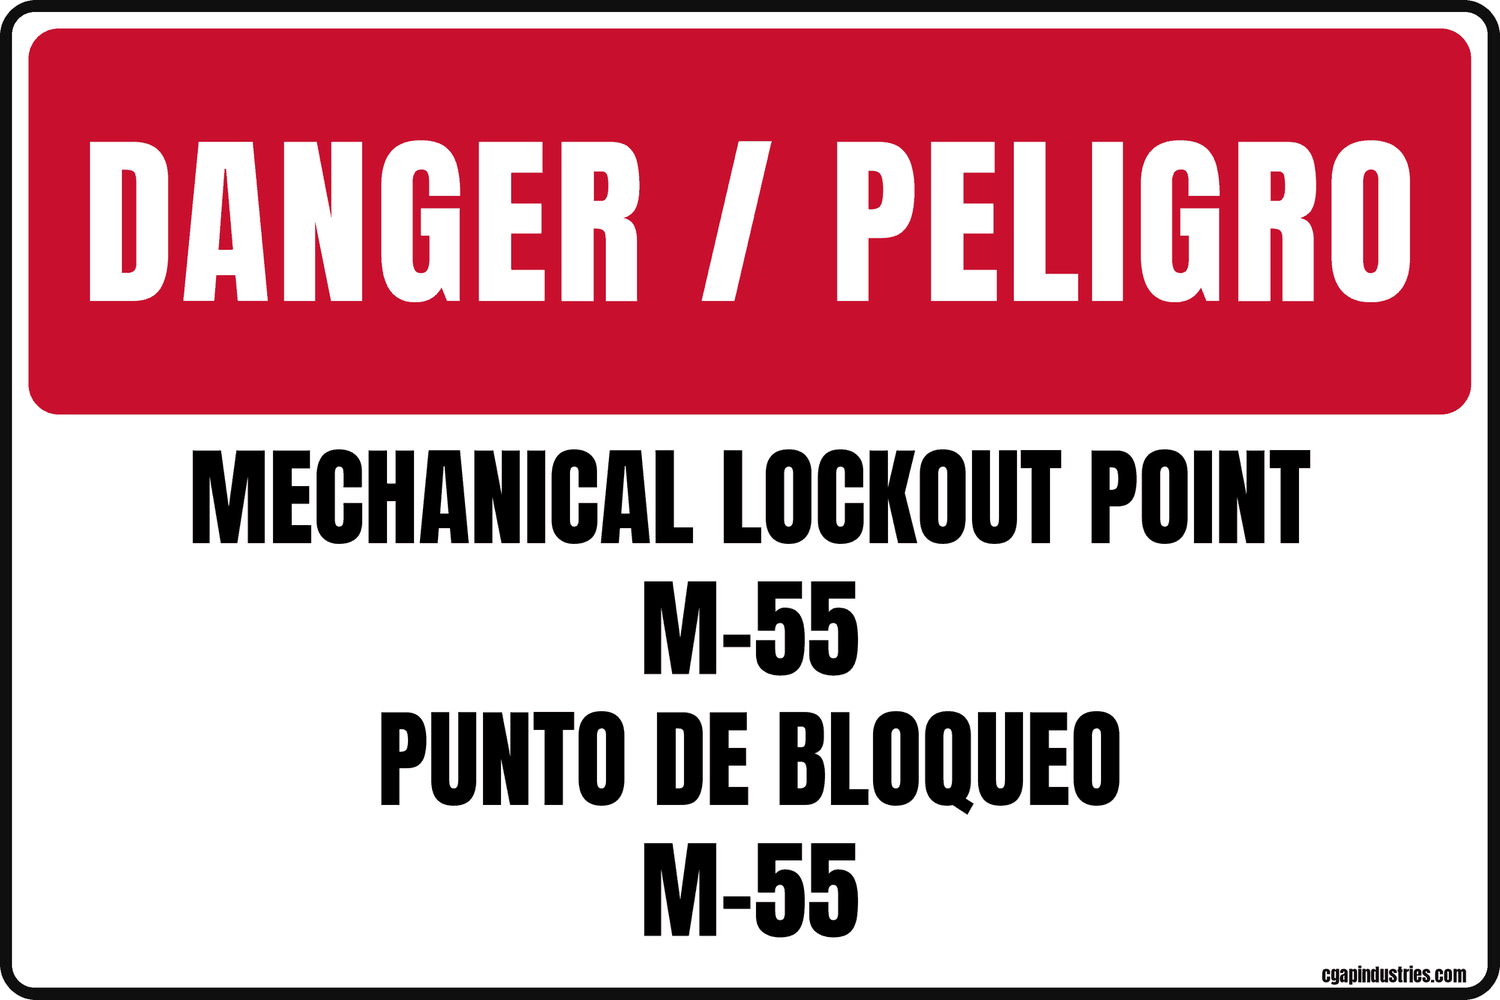 DANGER / PELIGRO
MECHANICAL LOCKOUT POINT
M-55
PUNTO DE BLOQUEO
M-55
cgapindustries.com